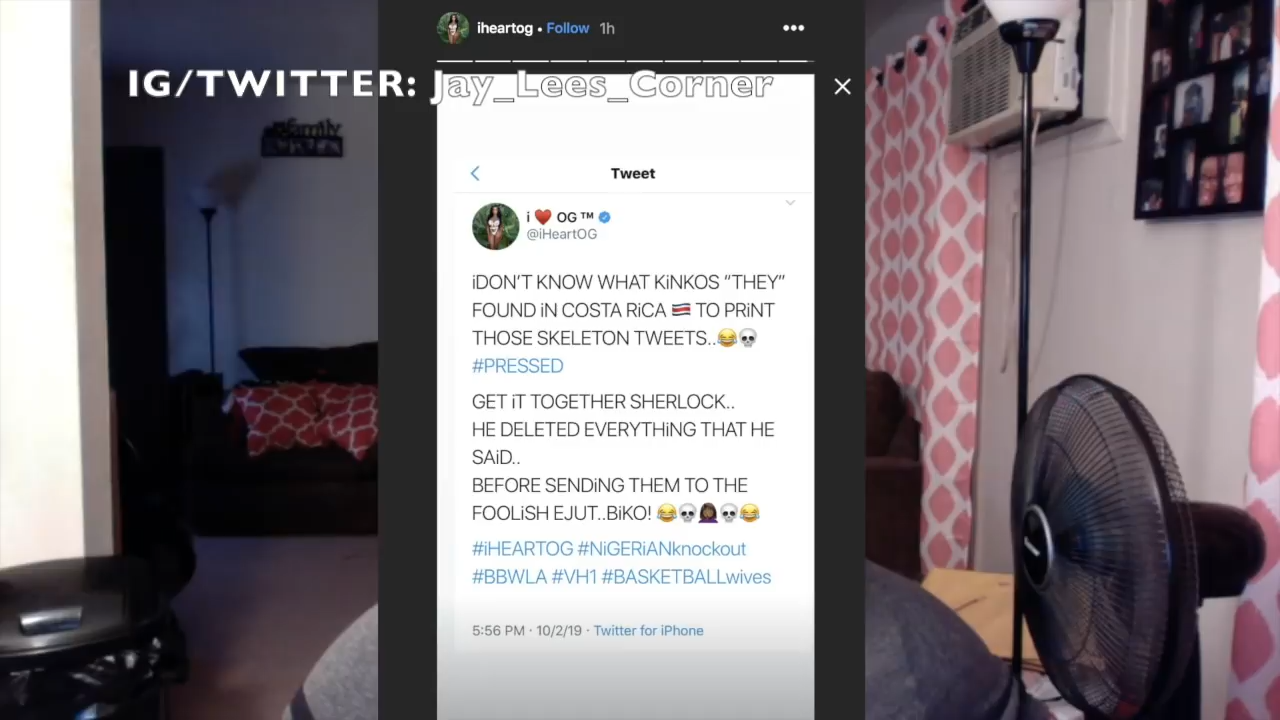 iheartog • Follow 1h
IG/TWITTER: Jay_Lees_Corner
family
Tweet
i ❤️ OG ™
@iHeartOG
iDON'T KNOW WHAT KiNKOS "THEY"
FOUND iN COSTA RiCA 🇨🇷 TO PRiNT
THOSE SKELETON TWEETS..😂💀
#PRESSED
GET iT TOGETHER SHERLOCK..
HE DELETED EVERYTHiNG THAT HE
SAiD..
BEFORE SENDiNG THEM TO THE
FOOLiSH EJUT..BiKO! 😂💀🤦🏾‍♀️💀😂
#iHEARTOG #NiGERiANknockout
#BBWLA #VH1 #BASKETBALLwives
5:56 PM · 10/2/19 · Twitter for iPhone